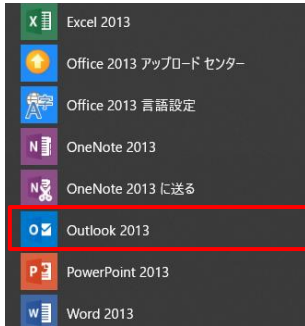 Excel 2013
Office 2013 アップロード センター
Office 2013 言語設定
OneNote 2013
OneNote 2013 に送る
Outlook 2013
PowerPoint 2013
Word 2013